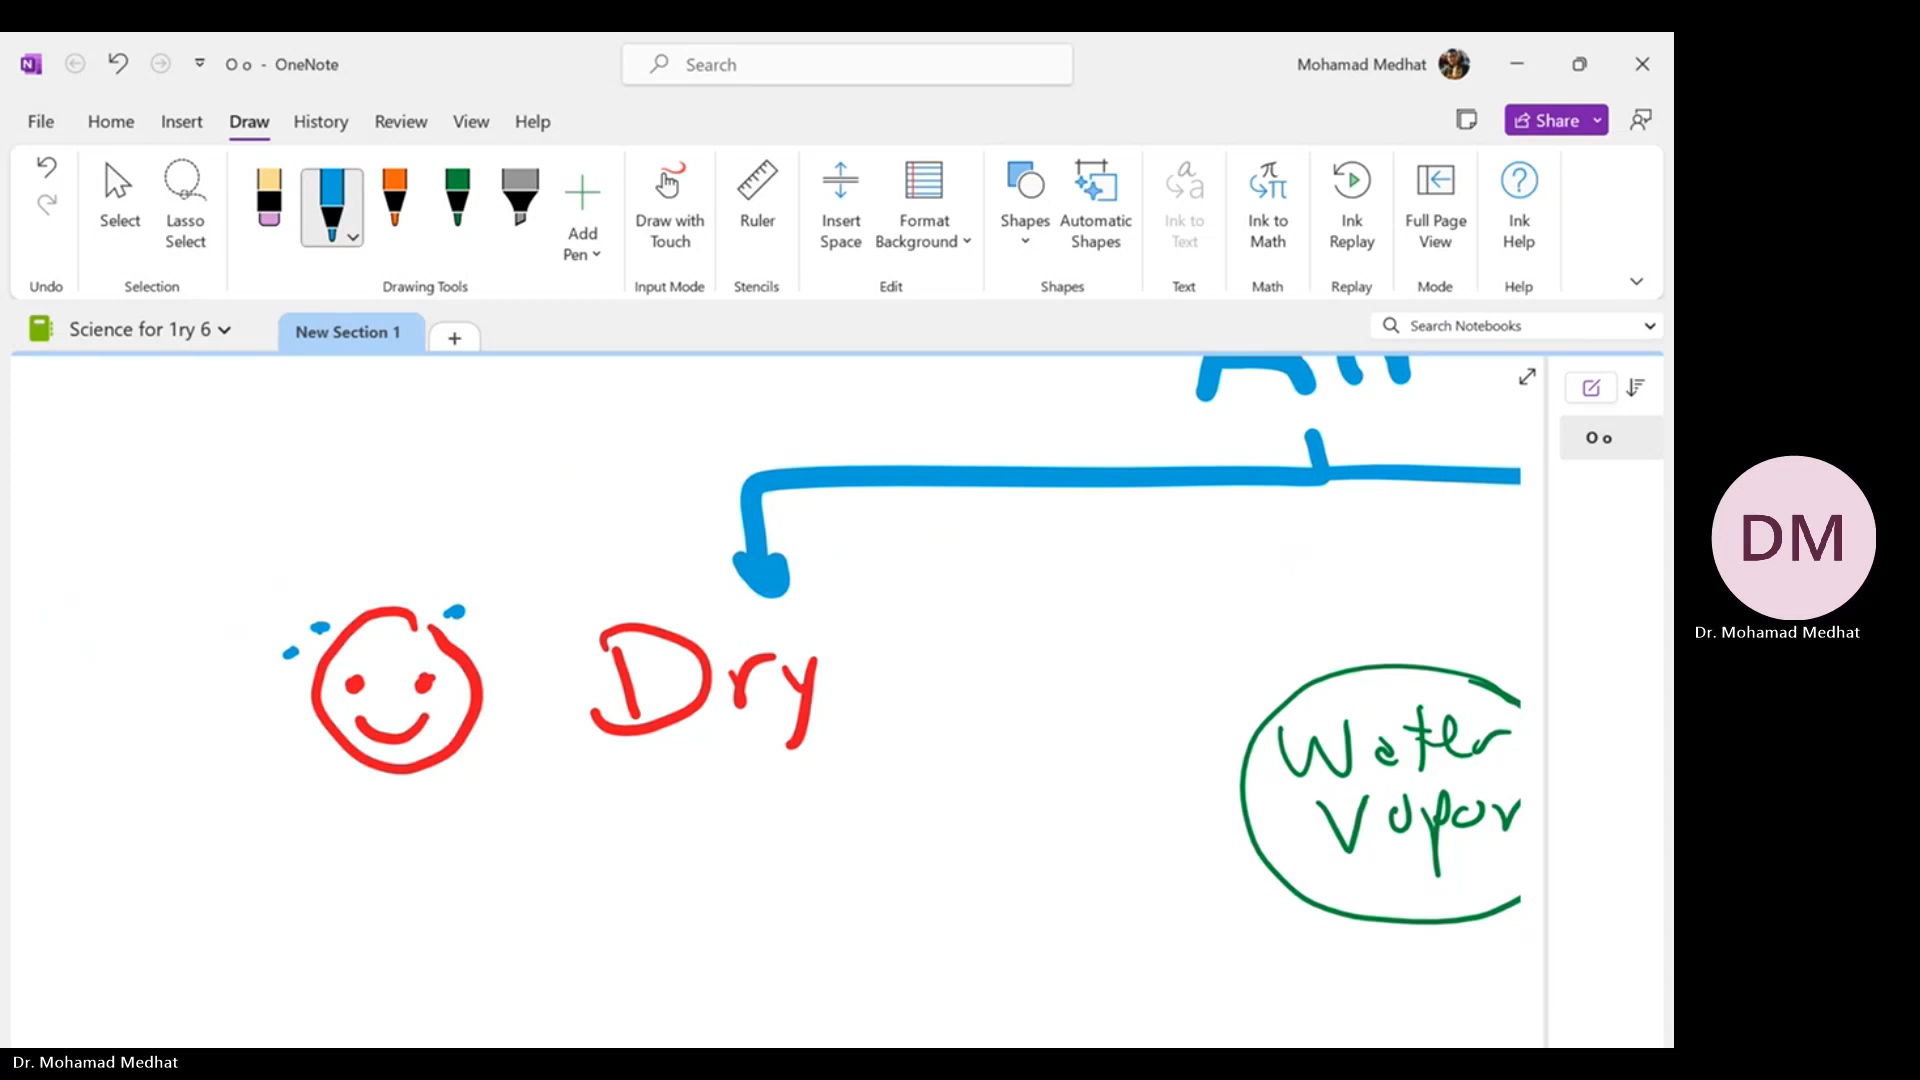 O o - OneNote
Search
Mohamad Medhat
File Home Insert Draw History Review View Help
Share
Select
Lasso Select
Add Pen
Draw with Touch
Ruler
Insert Space
Format Background
Shapes
Automatic Shapes
Ink to Text
Ink to Math
Ink Replay
Full Page View
Ink Help
Undo Selection Drawing Tools Input Mode Stencils Edit Shapes Text Math Replay Mode Help
Science for 1ry 6
New Section 1
Search Notebooks
O o
Dry
Water
Vapor
DM
Dr. Mohamad Medhat
Dr. Mohamad Medhat